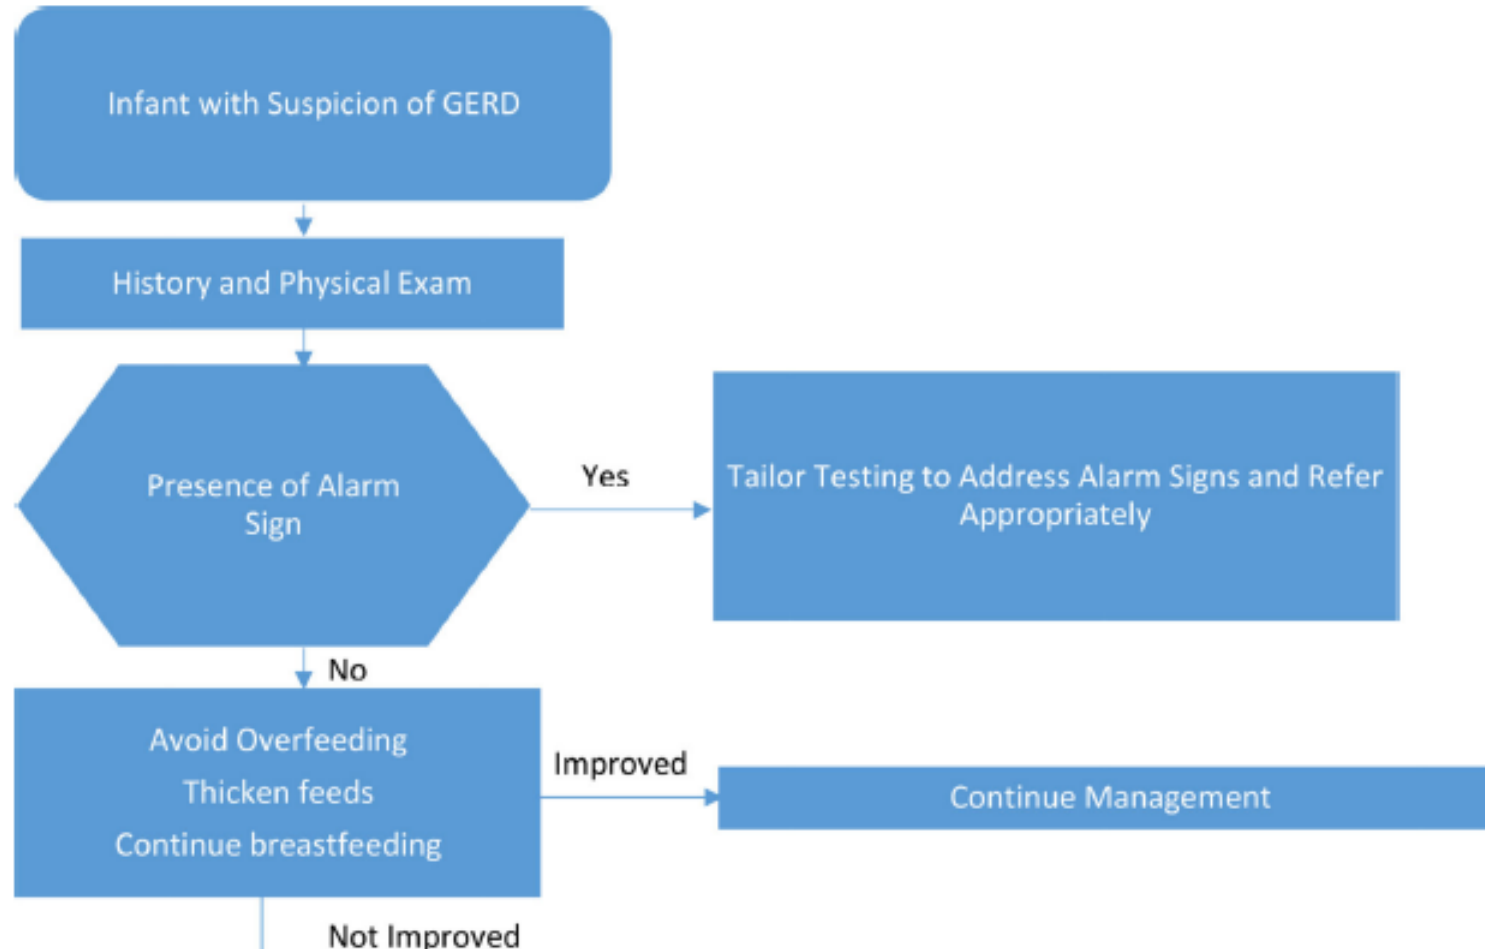 Infant with Suspicion of GERD
History and Physical Exam
Presence of Alarm
Sign
Yes
Tailor Testing to Address Alarm Signs and Refer
Appropriately
No
Avoid Overfeeding
Thicken feeds
Continue breastfeeding
Improved
Continue Management
Not Improved